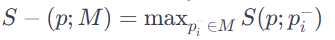 S − (p; M) = max_{p_i^- ∈ M} S(p; p_i^-)